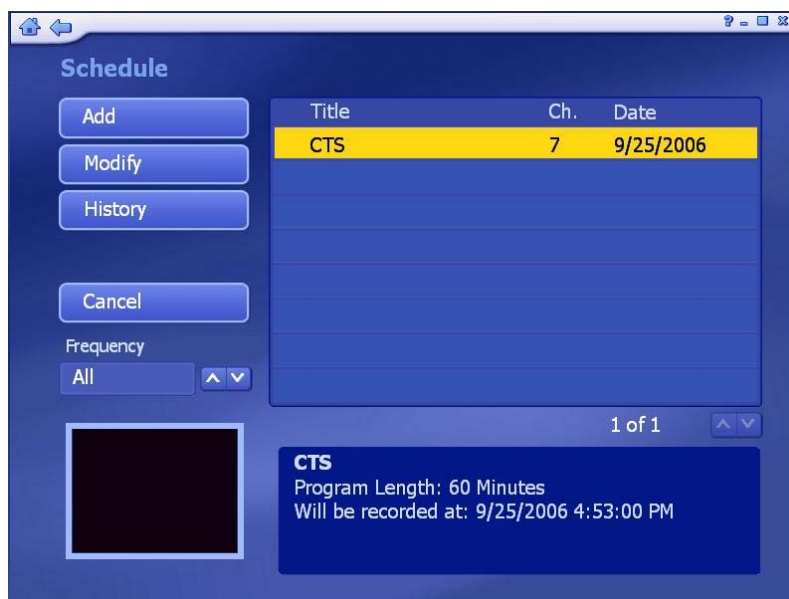 Schedule
Add
Modify
History
Cancel
Frequency
All
Title Ch. Date
CTS 7 9/25/2006
1 of 1
CTS
Program Length: 60 Minutes
Will be recorded at: 9/25/2006 4:53:00 PM